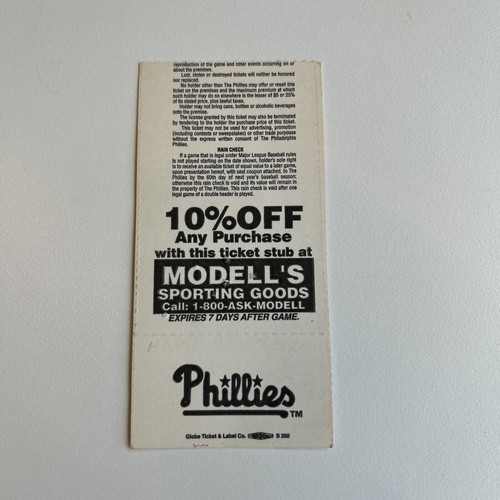 reproduction of the game and other events occurring on or
about the premises.
Lost, stolen or destroyed tickets will neither be honored
nor replaced.
No holder other than The Phillies may offer or resell this
ticket on the premises and the maximum premium at which
such holder may do so elsewhere is the lesser of $5 or 25%
of its stated price, plus lawful taxes.
Holder may not bring cans, bottles or alcoholic beverages
onto the premises.
The license granted by this ticket may also be terminated
by tendering to the holder the purchase price of this ticket.
This ticket may not be used for advertising, promotion
(including contests or sweepstakes) or other trade purposes
without the express written consent of The Philadelphia
Phillies.
RAIN CHECK
If a game that is legal under Major League Baseball rules
is not played starting on the date shown, holder's sole right
is to receive an available ticket of equal value to a later game,
upon presentation hereof, with seat coupon attached, to The
Phillies by the 60th day of next year's baseball season;
otherwise this rain check is void and its value will remain in
the property of The Phillies. This rain check is void after one
legal game of a double header is played.
10%OFF
Any Purchase
with this ticket stub at
MODELL'S
SPORTING GOODS
Call: 1-800-ASK-MODELL
EXPIRES 7 DAYS AFTER GAME.
Phillies
TM
Globe Ticket & Label Co. S 260